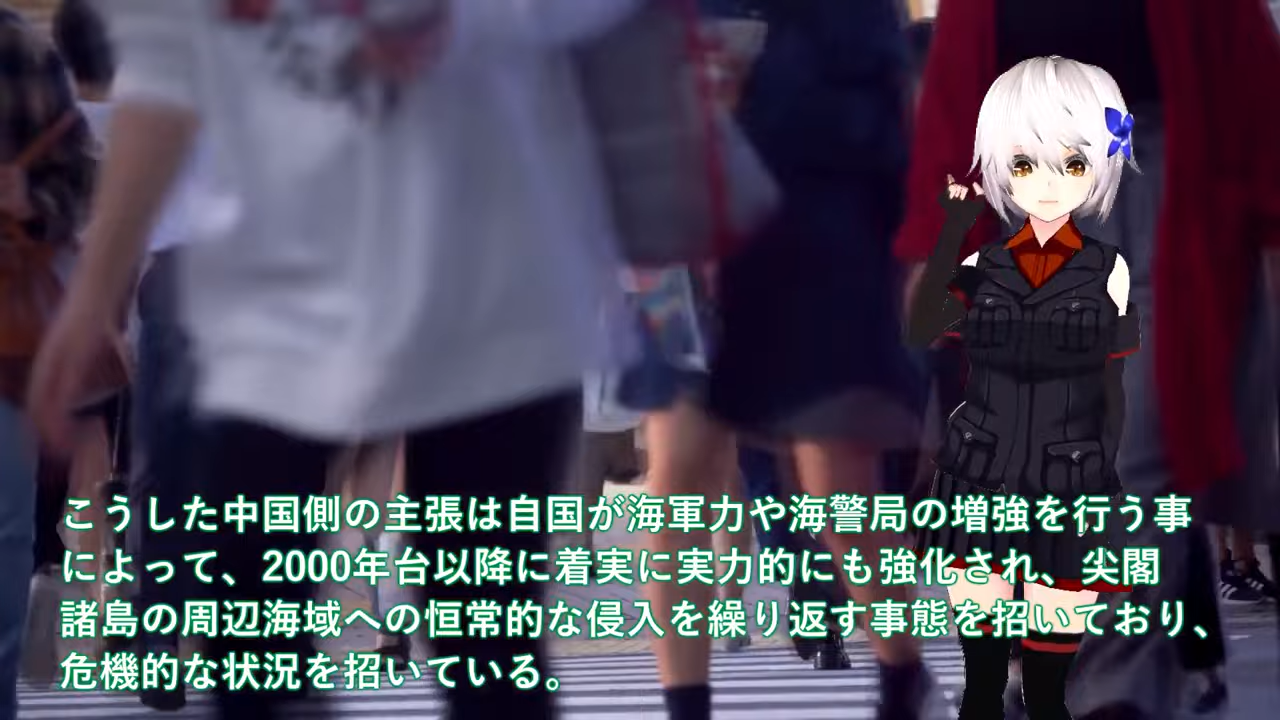 こうした中国側の主張は自国が海軍力や海警局の増強を行う事
によって、2000年台以降に着実に実力的にも強化され、尖閣
諸島の周辺海域への恒常的な侵入を繰り返す事態を招いており、
危機的な状況を招いている。